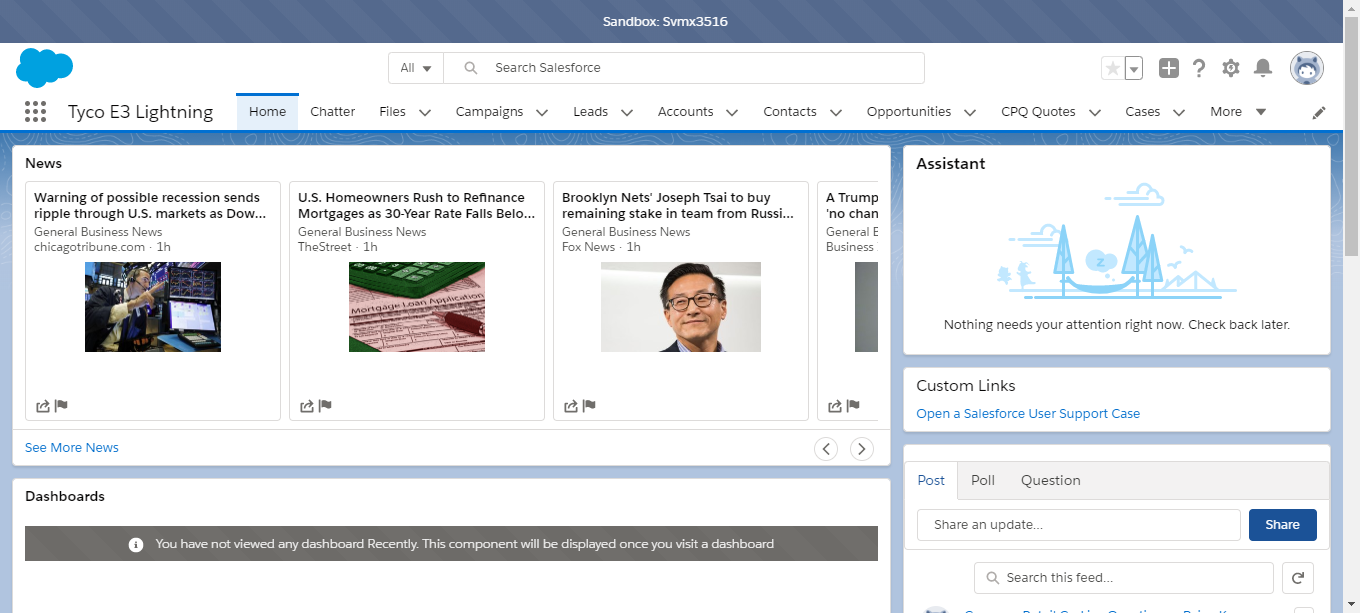 Sandbox: Svmx3516
All
Search Salesforce
Tyco E3 Lightning
Home
Chatter
Files
Campaigns
Leads
Accounts
Contacts
Opportunities
CPQ Quotes
Cases
More
News
Warning of possible recession sends
ripple through U.S. markets as Dow...
General Business News
chicagotribune.com · 1h
U.S. Homeowners Rush to Refinance
Mortgages as 30-Year Rate Falls Belo...
General Business News
TheStreet · 1h
Mortgage Loan Application
Brooklyn Nets' Joseph Tsai to buy
remaining stake in team from Russi...
General Business News
Fox News · 1h
A Trump
'no chan
General B
Business
See More News
Dashboards
You have not viewed any dashboard Recently. This component will be displayed once you visit a dashboard
Assistant
z
Nothing needs your attention right now. Check back later.
Custom Links
Open a Salesforce User Support Case
Post
Poll
Question
Share an update...
Share
Search this feed...